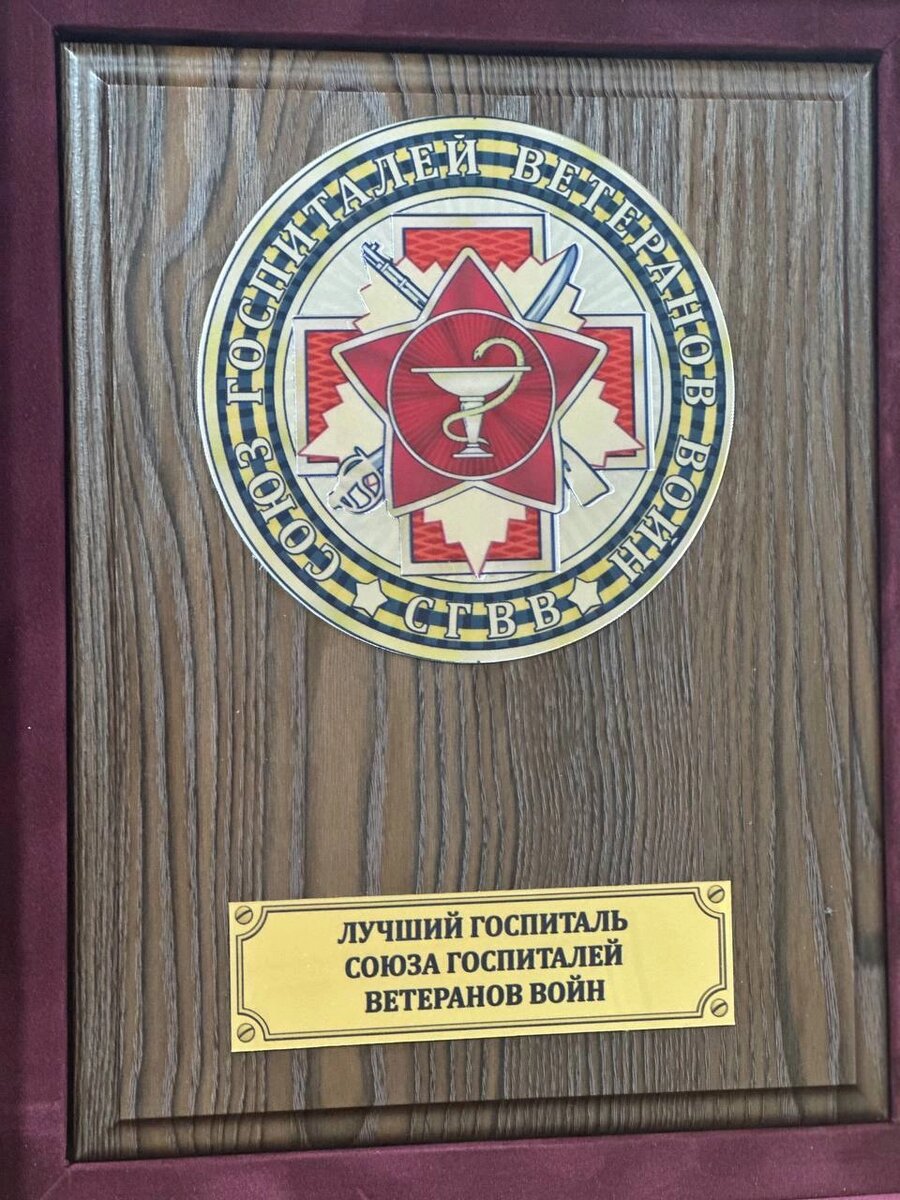 СОЮЗ ГОСПИТАЛЕЙ ВЕТЕРАНОВ ВОЙН
СГВВ
ЛУЧШИЙ ГОСПИТАЛЬ
СОЮЗА ГОСПИТАЛЕЙ
ВЕТЕРАНОВ ВОЙН